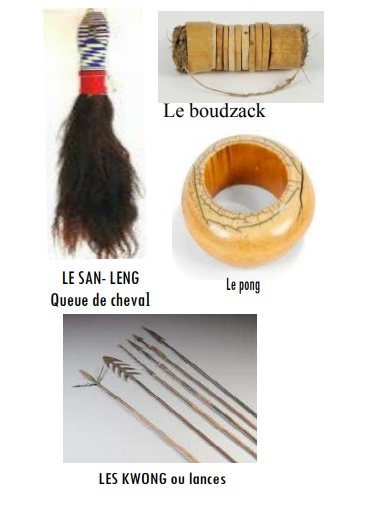 Le boudzack
LE SAN- LENG
Queue de cheval
Le pong
LES KWONG ou lances